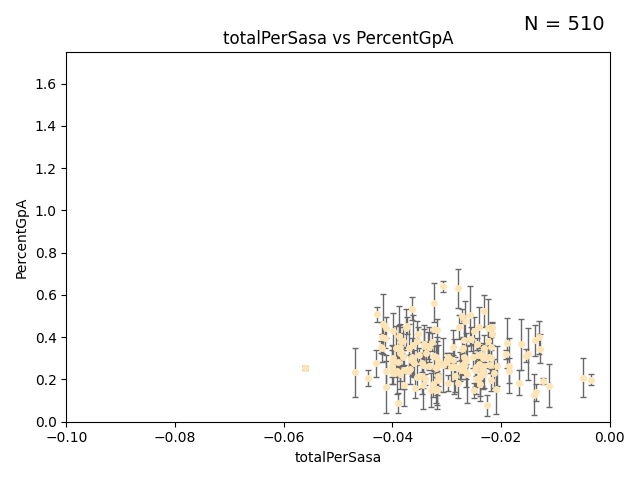 N = 510
totalPerSasa vs PercentGpA
1.6
1.4
1.2
1.0
0.8
0.6
0.4
0.2
0.0
PercentGpA
−0.10 −0.08 −0.06 −0.04 −0.02 0.00
totalPerSasa